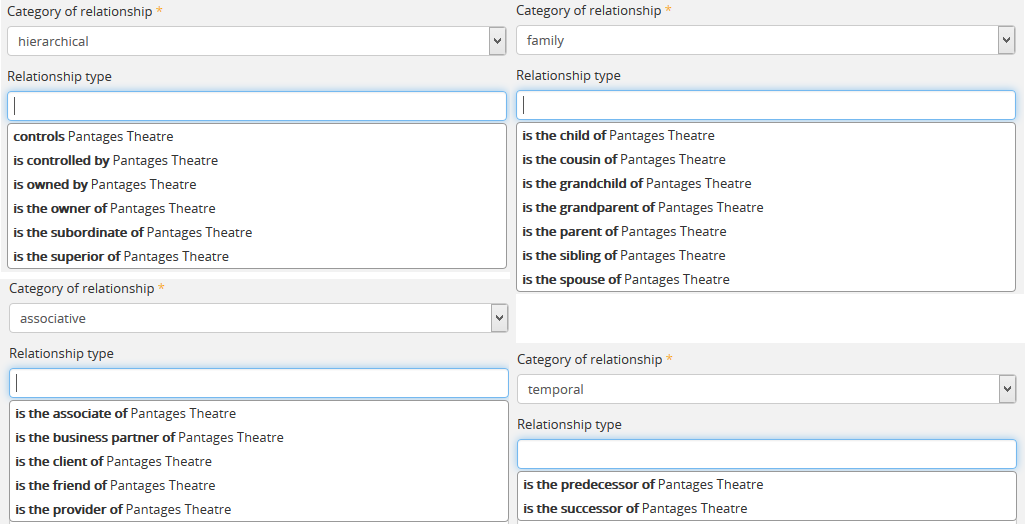 Category of relationship *
hierarchical
Relationship type
controls Pantages Theatre
is controlled by Pantages Theatre
is owned by Pantages Theatre
is the owner of Pantages Theatre
is the subordinate of Pantages Theatre
is the superior of Pantages Theatre
Category of relationship *
family
Relationship type
is the child of Pantages Theatre
is the cousin of Pantages Theatre
is the grandchild of Pantages Theatre
is the grandparent of Pantages Theatre
is the parent of Pantages Theatre
is the sibling of Pantages Theatre
is the spouse of Pantages Theatre
Category of relationship *
associative
Relationship type
is the associate of Pantages Theatre
is the business partner of Pantages Theatre
is the client of Pantages Theatre
is the friend of Pantages Theatre
is the provider of Pantages Theatre
Category of relationship *
temporal
Relationship type
is the predecessor of Pantages Theatre
is the successor of Pantages Theatre